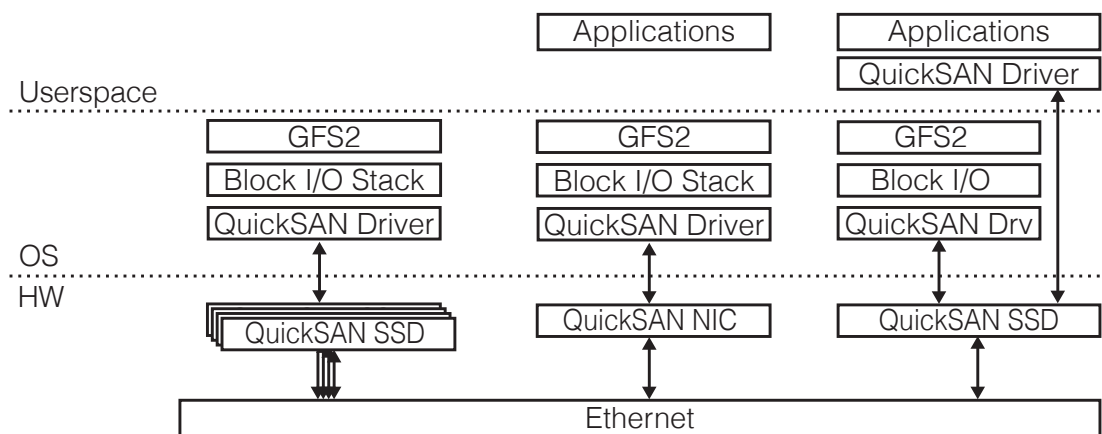 Applications Applications
QuickSAN Driver
Userspace
GFS2 GFS2 GFS2
Block I/O Stack Block I/O Stack Block I/O
QuickSAN Driver QuickSAN Driver QuickSAN Drv
OS
HW
QuickSAN SSD QuickSAN NIC QuickSAN SSD
Ethernet